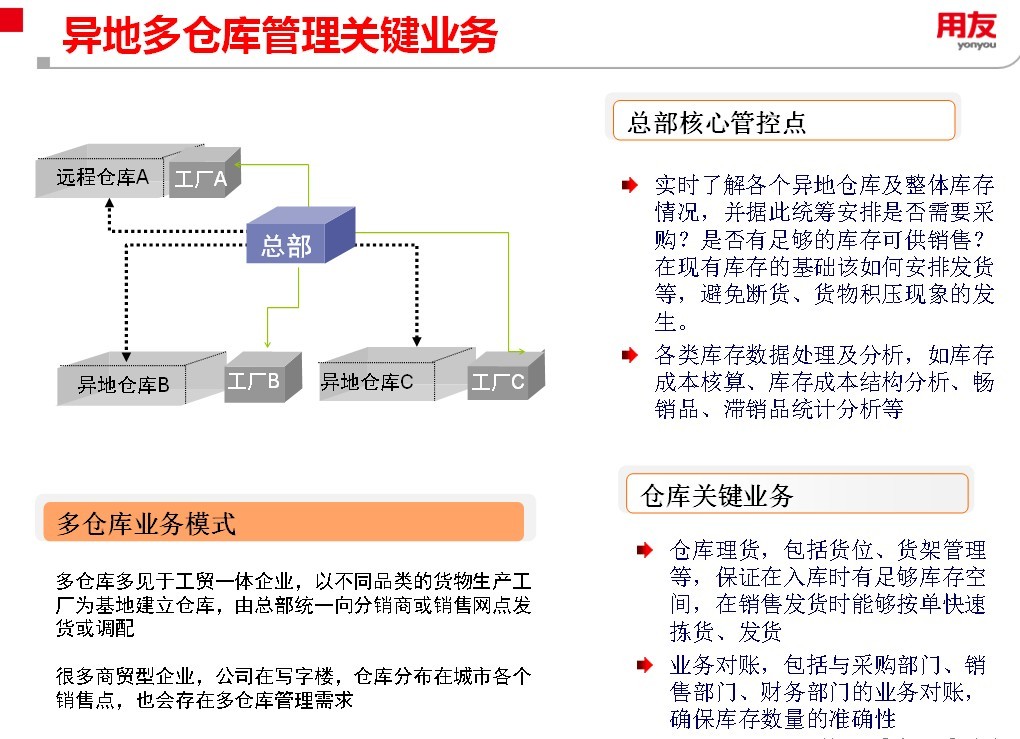 异地多仓库管理关键业务
用友
yonyou
远程仓库A
工厂A
总部
异地仓库B
工厂B
异地仓库C
工厂C
多仓库业务模式
多仓库多见于工贸一体企业，以不同品类的货物生产工
厂为基地建立仓库，由总部统一向分销商或销售网点发
货或调配
很多商贸型企业，公司在写字楼，仓库分布在城市各个
销售点，也会存在多仓库管理需求
总部核心管控点
实时了解各个异地仓库及整体库存
情况，并据此统筹安排是否需要采
购？是否有足够的库存可供销售？
在现有库存的基础该如何安排发货
等，避免断货、货物积压现象的发
生。
各类库存数据处理及分析，如库存
成本核算、库存成本结构分析、畅
销品、滞销品统计分析等
仓库关键业务
仓库理货，包括货位、货架管理
等，保证在入库时有足够库存空
间，在销售发货时能够按单快速
拣货、发货
业务对账，包括与采购部门、销
售部门、财务部门的业务对账，
确保库存数量的准确性